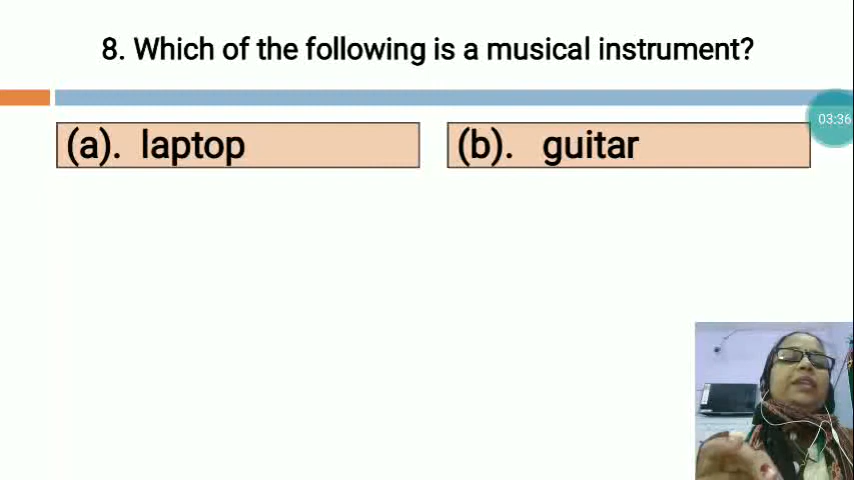 8. Which of the following is a musical instrument?
03:36
(a). laptop
(b). guitar